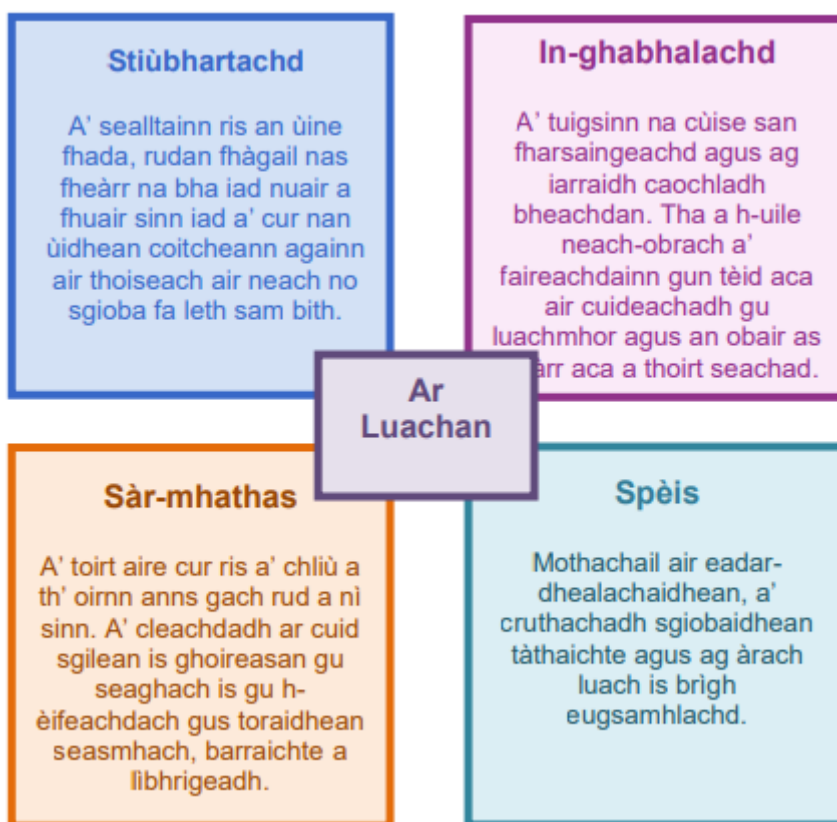 Stiùbhartachd
A’ sealltainn ris an ùine
fhada, rudan fhàgail nas
fheàrr na bha iad nuair a
fhuair sinn iad a’ cur nan
ùidhean coitcheann againn
air thoiseach air neach no
sgioba fa leth sam bith.
In-ghabhalachd
A’ tuigsinn na cùise san
fharsaingeachd agus ag
iarraidh caochladh
bheachdan. Tha a h-uile
neach-obrach a’
faireachdainn gun tèid aca
air cuideachadh gu
luachmhor agus an obair as
aca a thoirt seachad.
Ar
Luachan
Sàr-mhathas
A’ toirt aire cur ris a’ chliù a
th’ oirnn anns gach rud a nì
sinn. A’ cleachdadh ar cuid
sgilean is ghoireasan gu
seaghach is gu h-
èifeachdach gus toraidhean
seasmhach, barraichte a
lìbhrigeadh.
Spèis
Mothachail air eadar-
dhealachaidhean, a’
cruthachadh sgiobaidhean
tàthaichte agus ag àrach
luach is brìgh
eugsamhlachd.